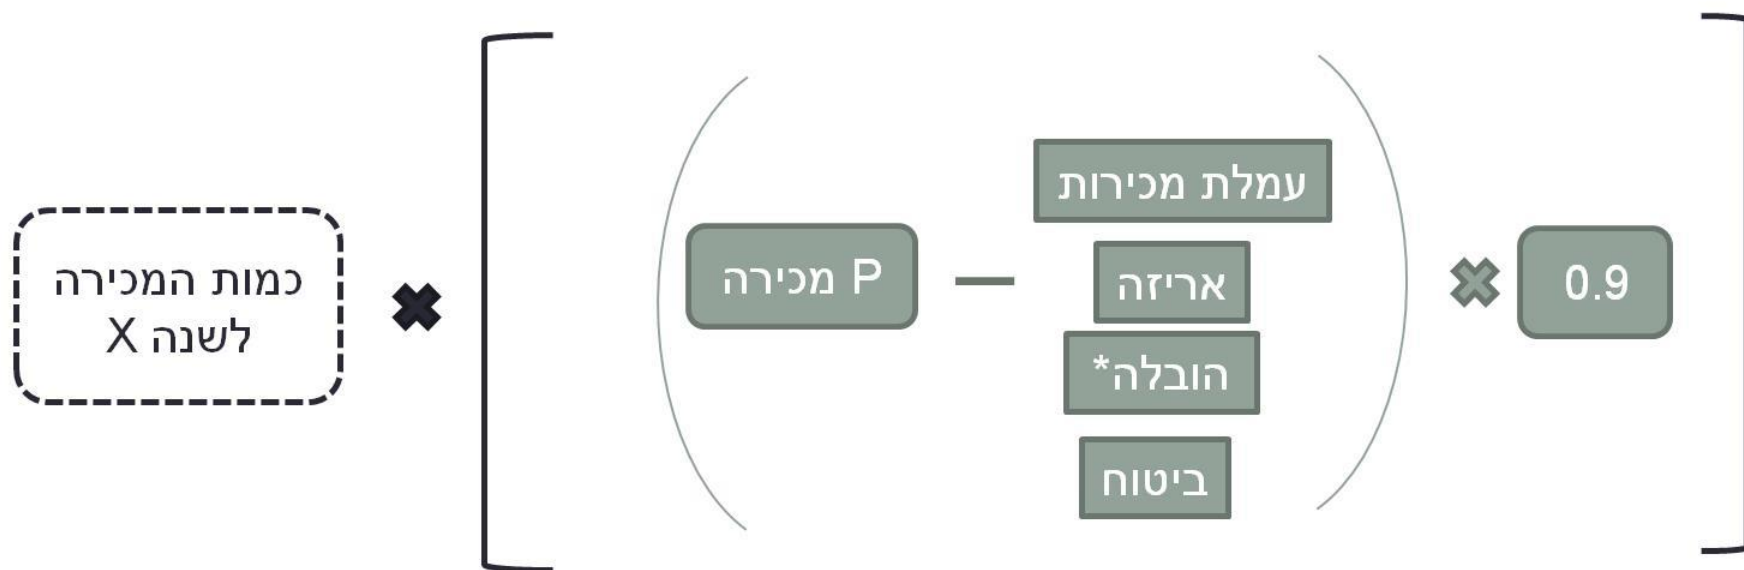 כמות המכירה
לשנה X
P מכירה
עמלת מכירות
אריזה
הובלה*
ביטוח
0.9